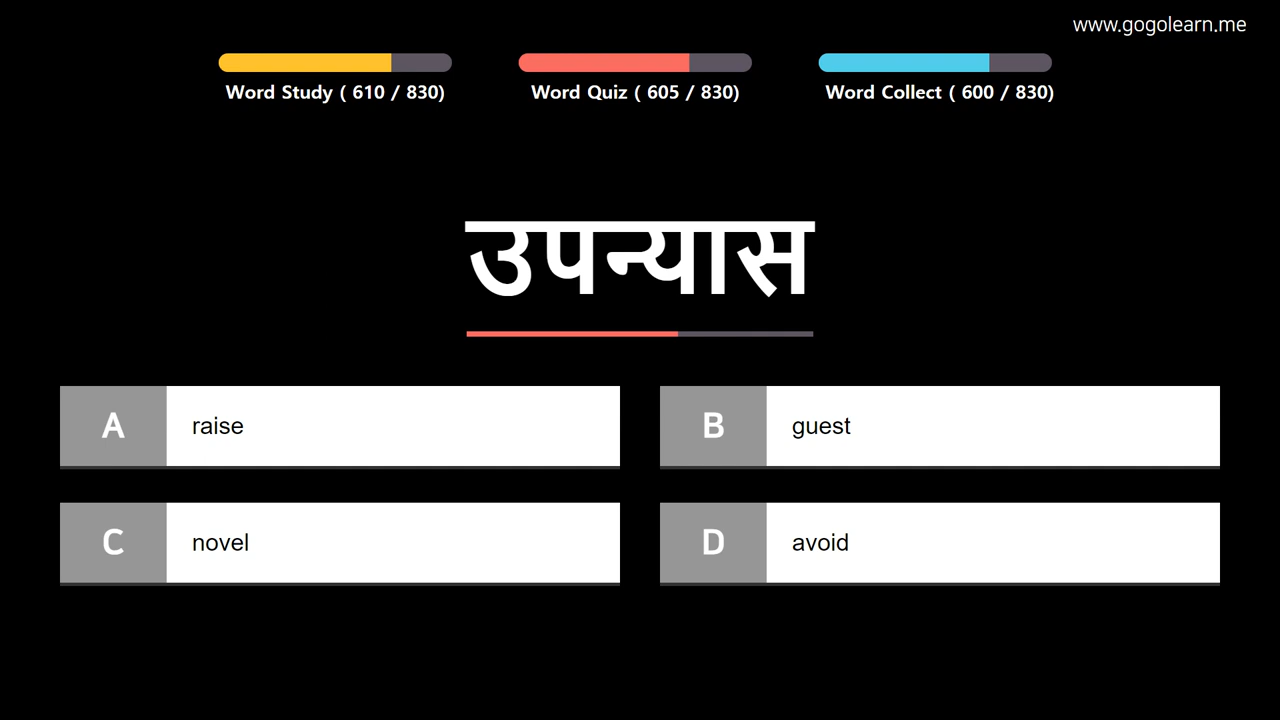 www.gogolearn.me
Word Study ( 610 / 830)
Word Quiz ( 605 / 830)
Word Collect ( 600 / 830)
उपन्यास
A raise
B guest
C novel
D avoid